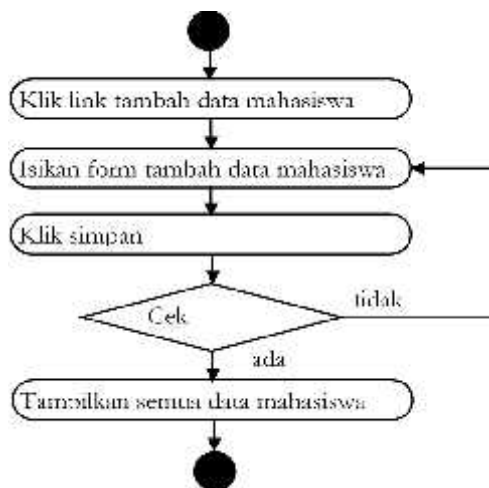 Klik link tambah data mahasiswa
Isikan form tambah data mahasiswa
Klik simpan
Cek
tidak
ada
Tampilkan semua data mahasiswa